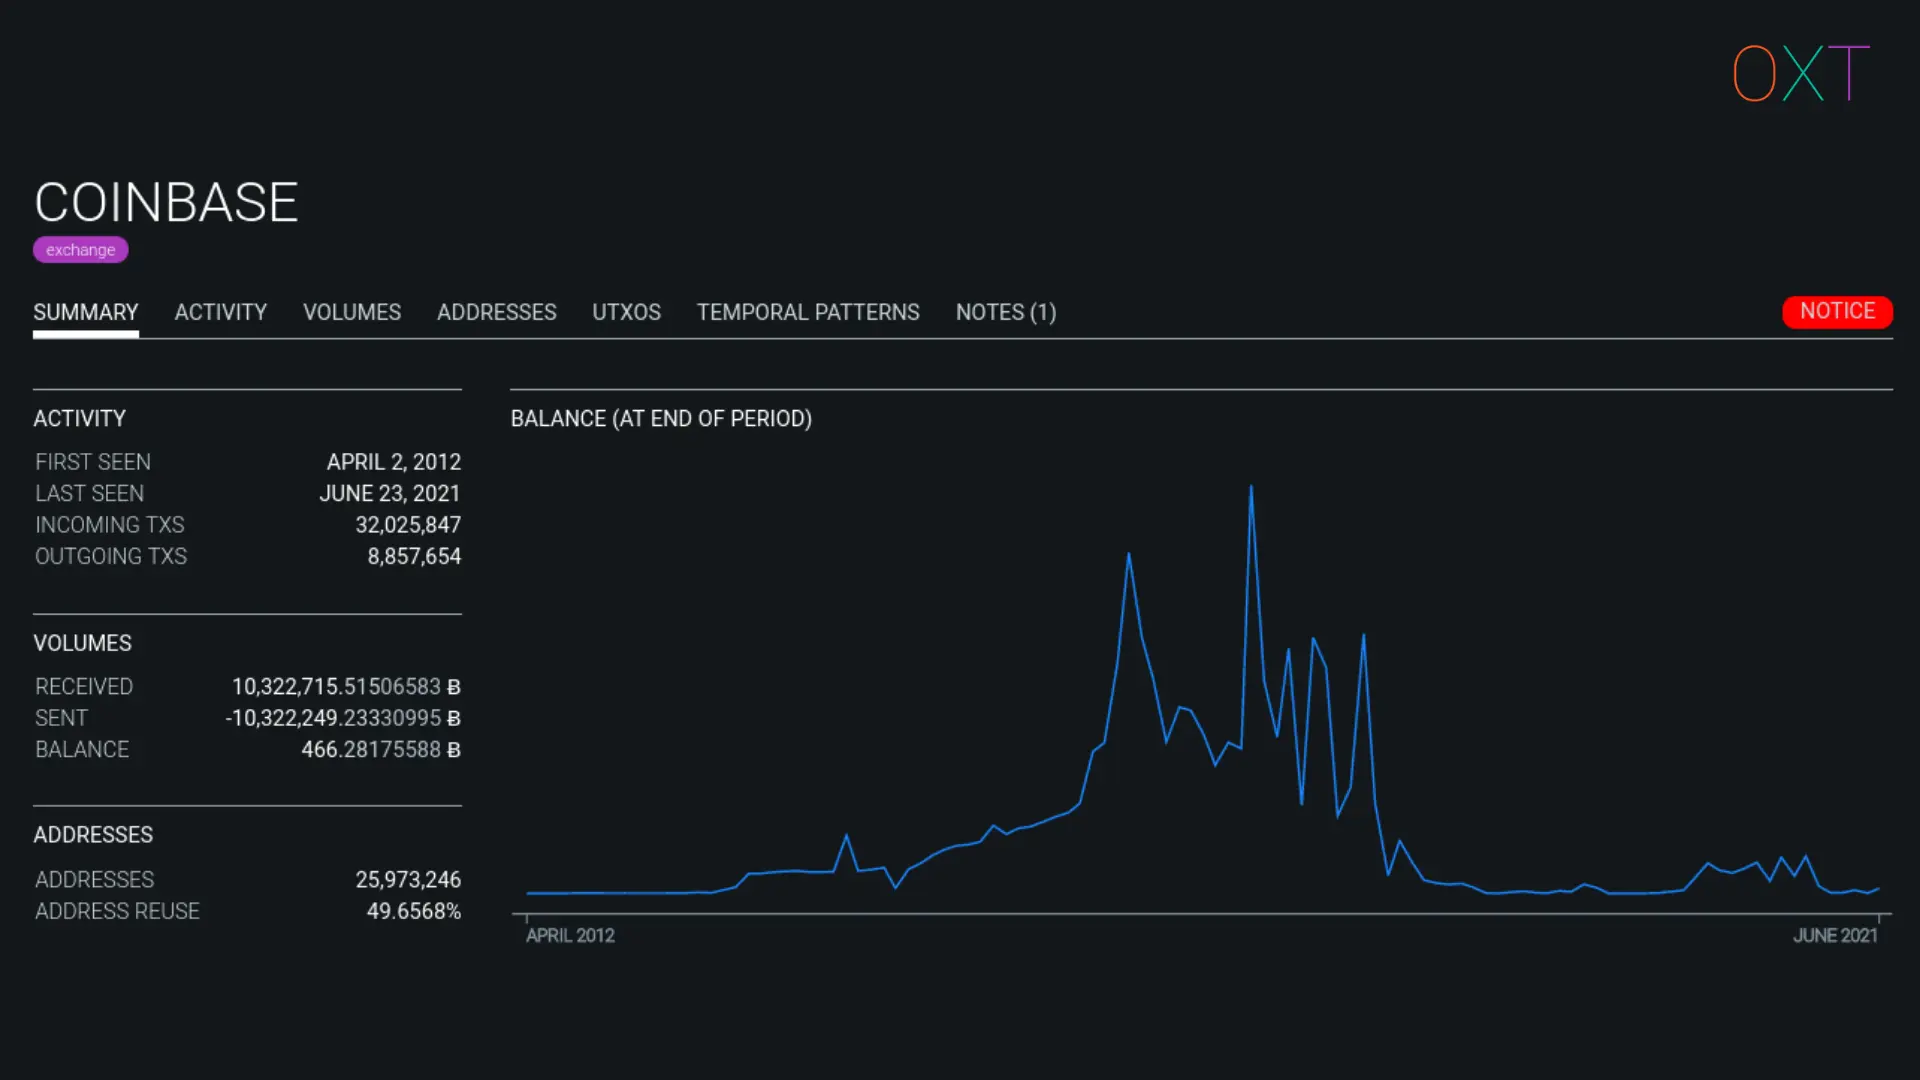 OXT
COINBASE
exchange
SUMMARY ACTIVITY VOLUMES ADDRESSES UTXOS TEMPORAL PATTERNS NOTES (1) NOTICE
ACTIVITY
FIRST SEEN APRIL 2, 2012
LAST SEEN JUNE 23, 2021
INCOMING TXS 32,025,847
OUTGOING TXS 8,857,654
VOLUMES
RECEIVED 10,322,715.51506583 Ƀ
SENT -10,322,249.23330995 Ƀ
BALANCE 466.28175588 Ƀ
ADDRESSES
ADDRESSES 25,973,246
ADDRESS REUSE 49.6568%
BALANCE (AT END OF PERIOD)
APRIL 2012 JUNE 2021